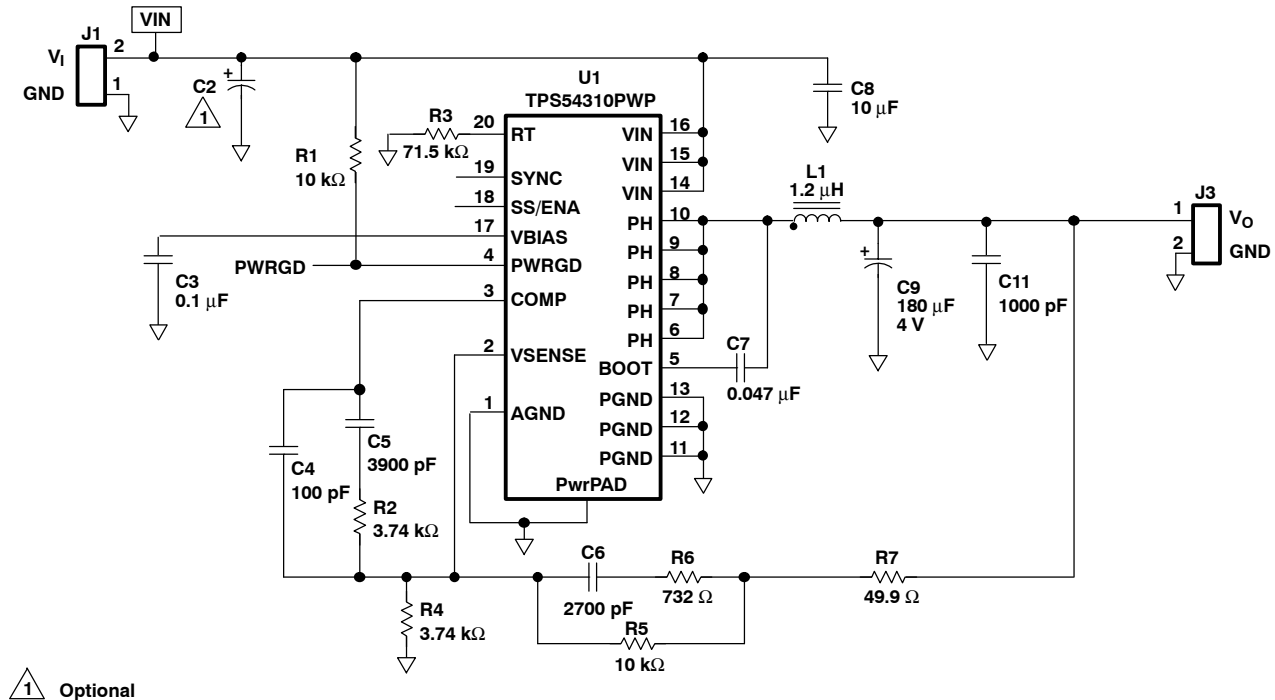 VIN
J1
V_I
2
GND
1
C2
+
1
R1
10 kΩ
R3
71.5 kΩ
U1
TPS54310PWP
20 RT
19 SYNC
18 SS/ENA
17 VBIAS
4 PWRGD
3 COMP
2 VSENSE
1 AGND
VIN 16
VIN 15
VIN 14
PH 10
PH 9
PH 8
PH 7
PH 6
BOOT 5
PGND 13
PGND 12
PGND 11
PwrPAD
C8
10 μF
L1
1.2 μH
J3
1
V_O
2
GND
C3
0.1 μF
PWRGD
+
C9
180 μF
4 V
C11
1000 pF
C7
0.047 μF
C4
100 pF
C5
3900 pF
R2
3.74 kΩ
R4
3.74 kΩ
C6
2700 pF
R6
732 Ω
R5
10 kΩ
R7
49.9 Ω
1 Optional